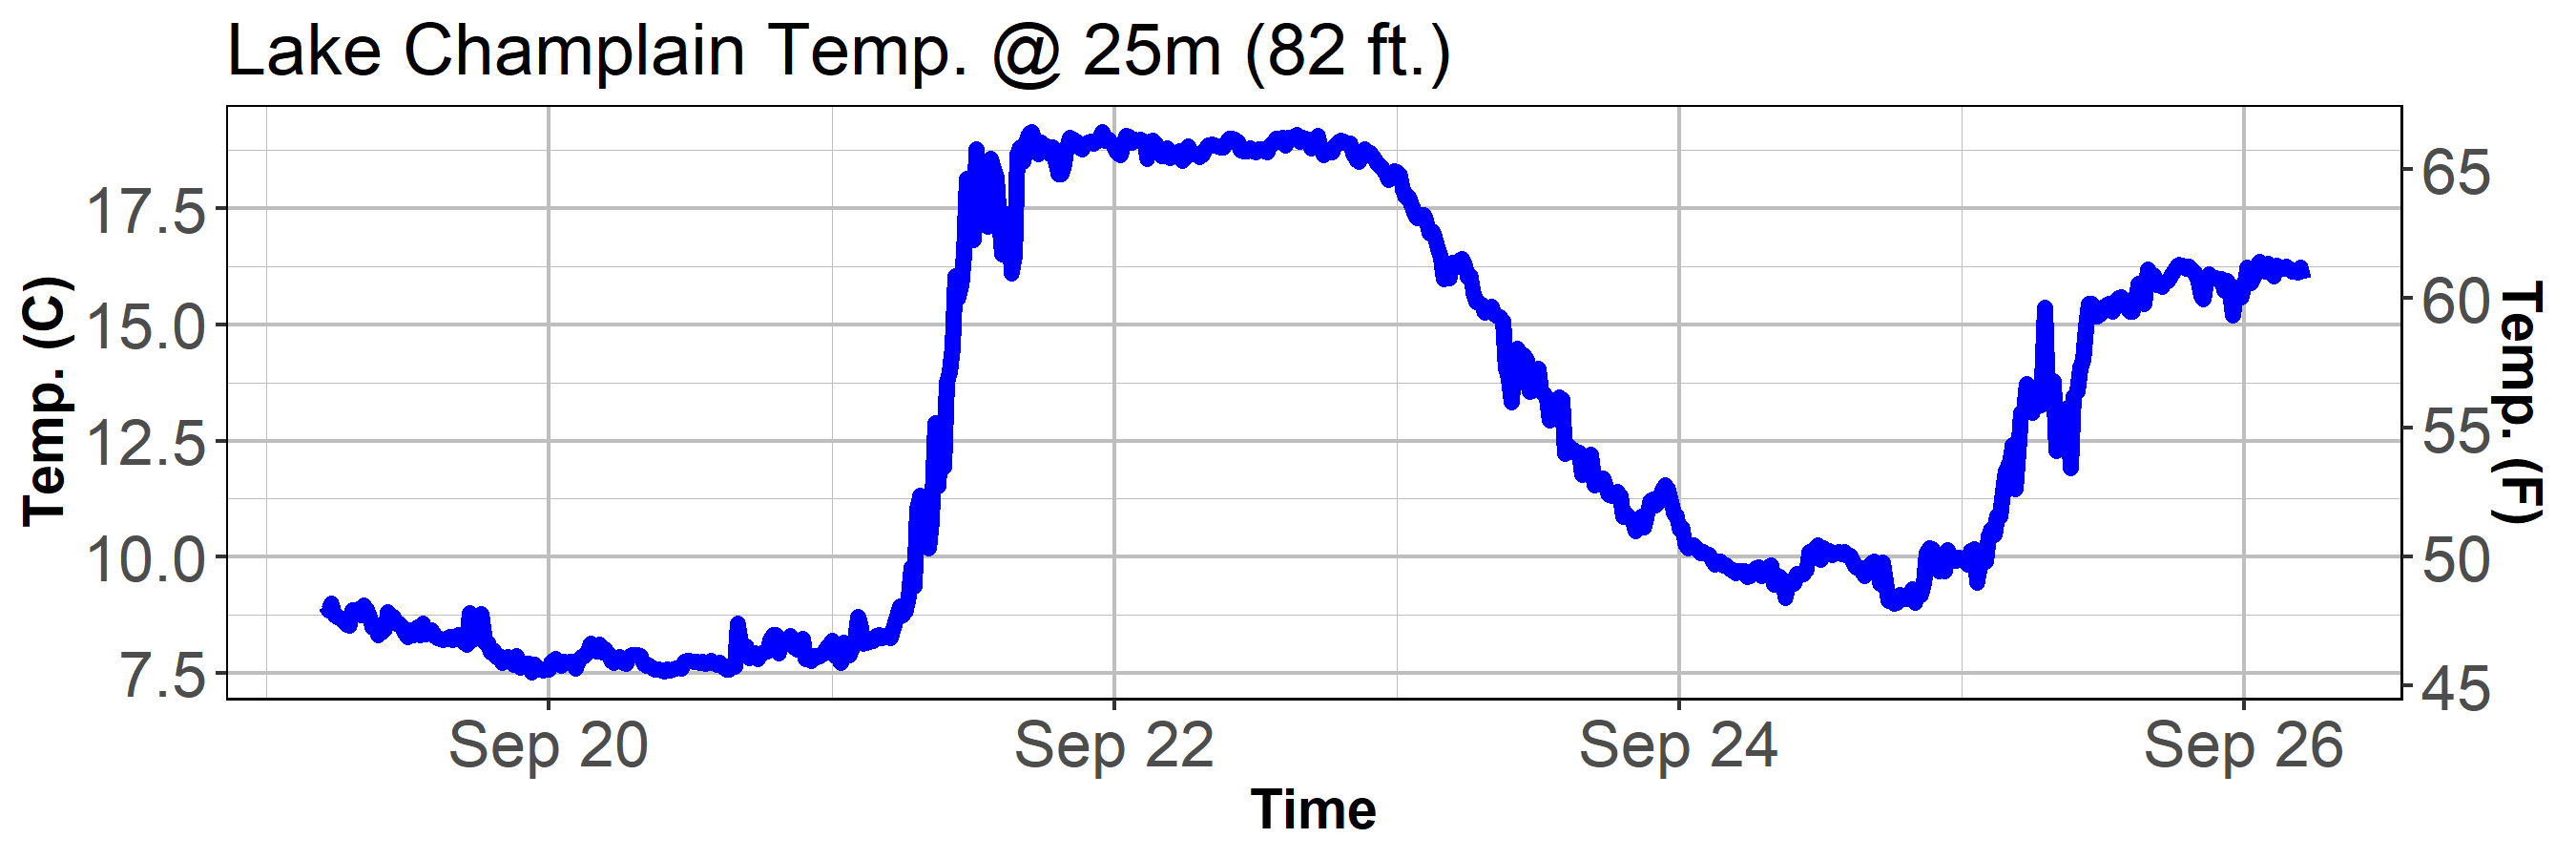 Lake Champlain Temp. @ 25m (82 ft.)
Temp. (C)
17.5
15.0
12.5
10.0
7.5
65
60
55
50
45
Temp. (F)
Sep 20
Sep 22
Sep 24
Sep 26
Time